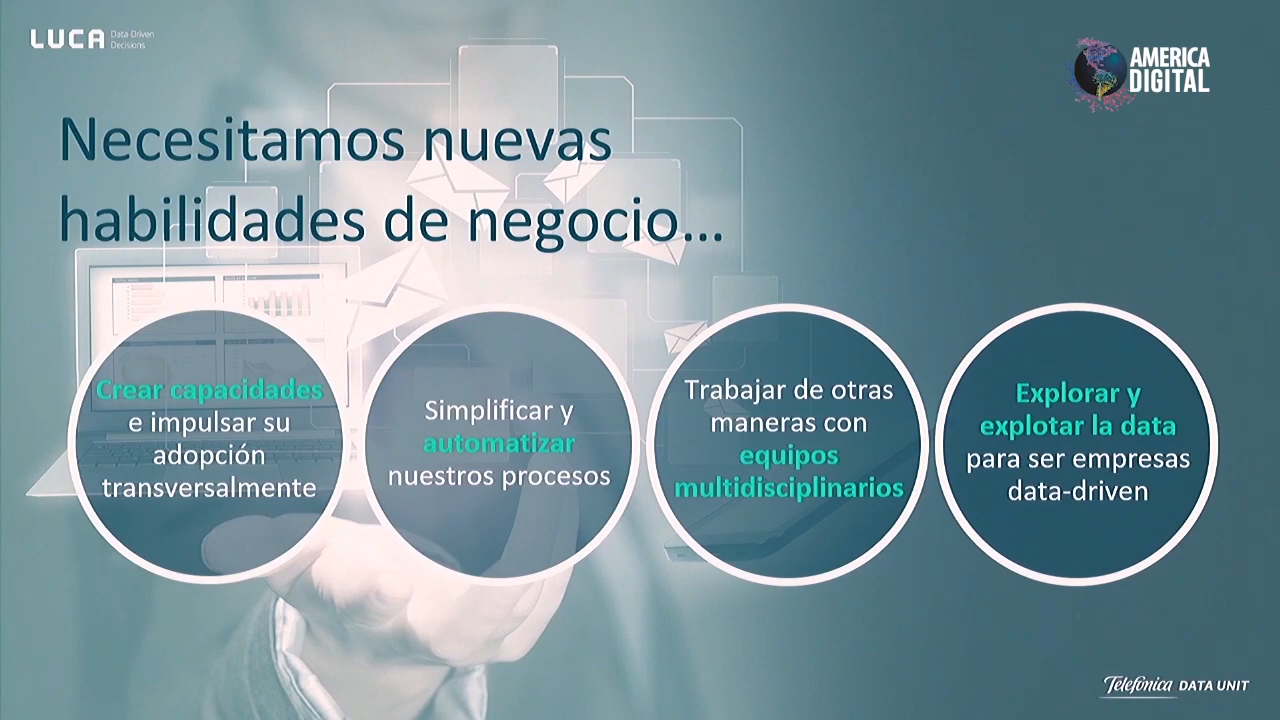 LUCA Data-Driven
Decisions
AMERICA
DIGITAL
Necesitamos nuevas
habilidades de negocio...
Crear capacidades
e impulsar su
adopción
transversalmente
Simplificar y
automatizar
nuestros procesos
Trabajar de otras
maneras con
equipos
multidisciplinarios
Explorar y
explotar la data
para ser empresas
data-driven
Telefónica DATA UNIT